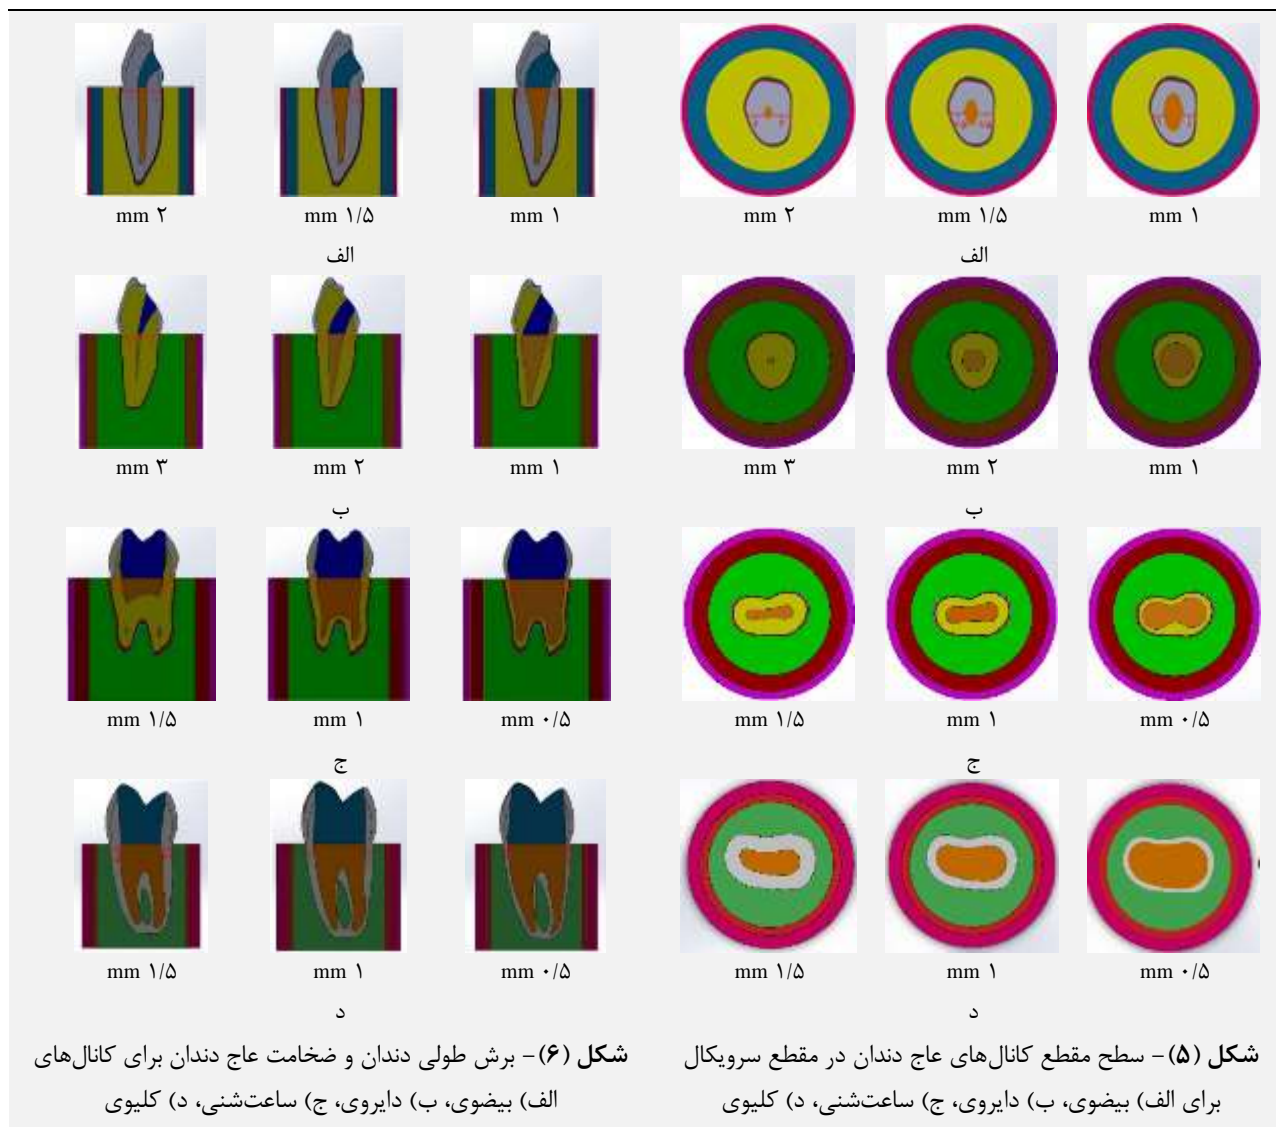 ۲ mm
۱/۵ mm
۱ mm
الف
۳ mm
۲ mm
۱ mm
ب
۱/۵ mm
۱ mm
۰/۵ mm
ج
۱/۵ mm
۱ mm
۰/۵ mm
د
شکل (۵)- سطح مقطع کانال‌های عاج دندان در مقطع سرویکال
برای الف) بیضوی، ب) دایروی، ج) ساعت‌شنی، د) کلیوی
۲ mm
۱/۵ mm
۱ mm
الف
۳ mm
۲ mm
۱ mm
ب
۱/۵ mm
۱ mm
۰/۵ mm
ج
۱/۵ mm
۱ mm
۰/۵ mm
د
شکل (۶)- برش طولی دندان و ضخامت عاج دندان برای کانال‌های
الف) بیضوی، ب) دایروی، ج) ساعت‌شنی، د) کلیوی